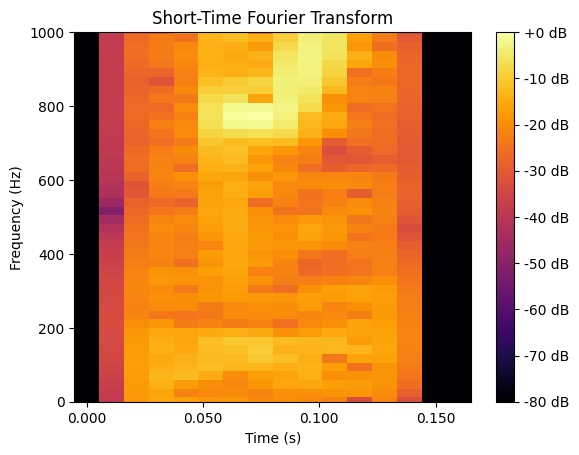 Short-Time Fourier Transform
1000
800
600
400
200
0
Frequency (Hz)
0.000
0.050
0.100
0.150
Time (s)
+0 dB
-10 dB
-20 dB
-30 dB
-40 dB
-50 dB
-60 dB
-70 dB
-80 dB